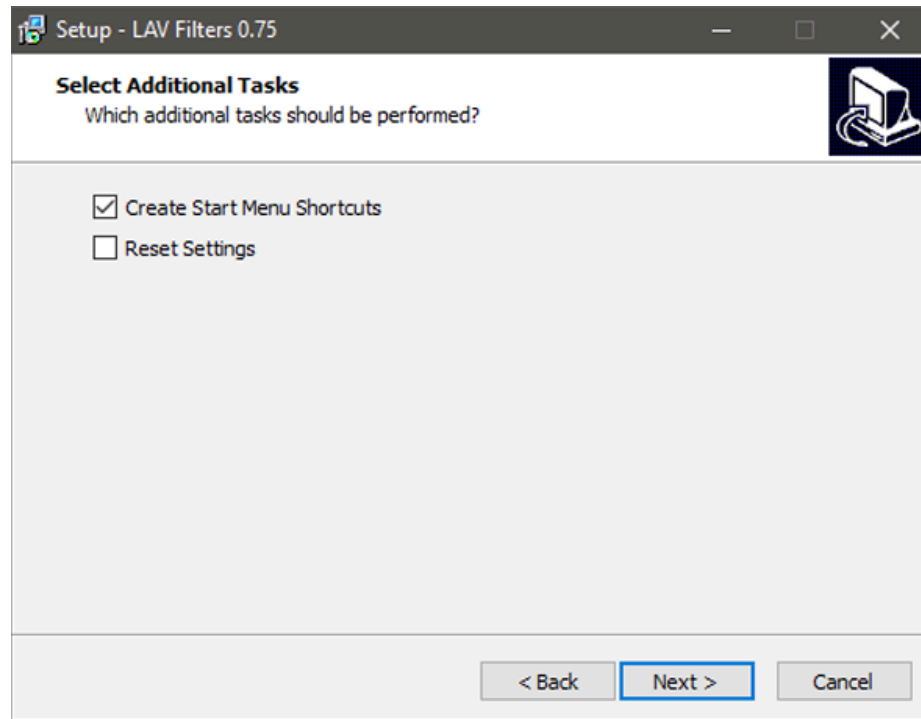 Setup - LAV Filters 0.75
Select Additional Tasks
Which additional tasks should be performed?
Create Start Menu Shortcuts
Reset Settings
< Back Next > Cancel